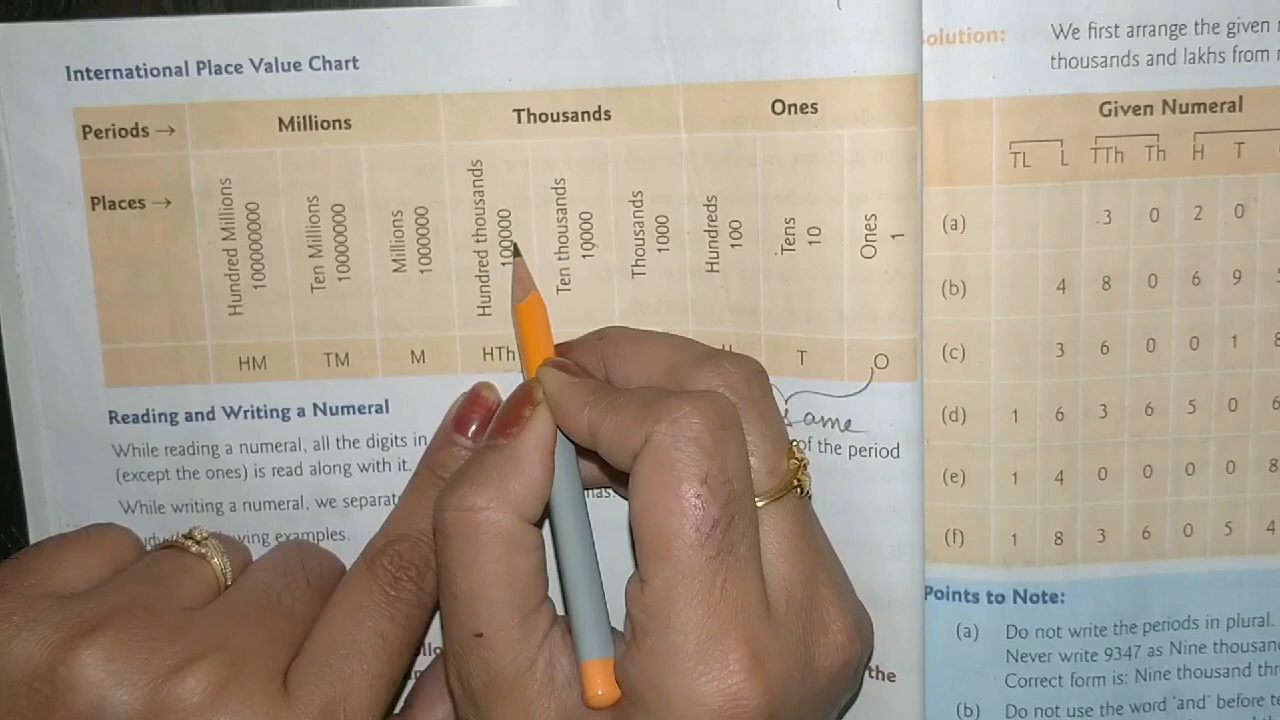 International Place Value Chart
Periods → Millions Thousands Ones
Places →
Hundred Millions
100000000
Ten Millions
10000000
Millions
1000000
Hundred thousands
100000
Ten thousands
10000
Thousands
1000
Hundreds
100
Tens
10
Ones
1
HM TM M HTh T O
same
Reading and Writing a Numeral
While reading a numeral, all the digits in of the period
(except the ones) is read along with it.
While writing a numeral, we has.
examples.
the
Solution: We first arrange the given
thousands and lakhs from
Given Numeral
TL L TTh Th H T
(a) 3 0 2 0
(b) 4 8 0 6 9
(c) 3 6 0 0 1 8
(d) 1 6 3 6 5 0 6
(e) 1 4 0 0 0 0 8
(f) 1 8 3 6 0 5 4
Points to Note:
(a) Do not write the periods in plural.
Never write 9347 as Nine
Correct form is: Nine thousand
(b) Do not use the word 'and' before